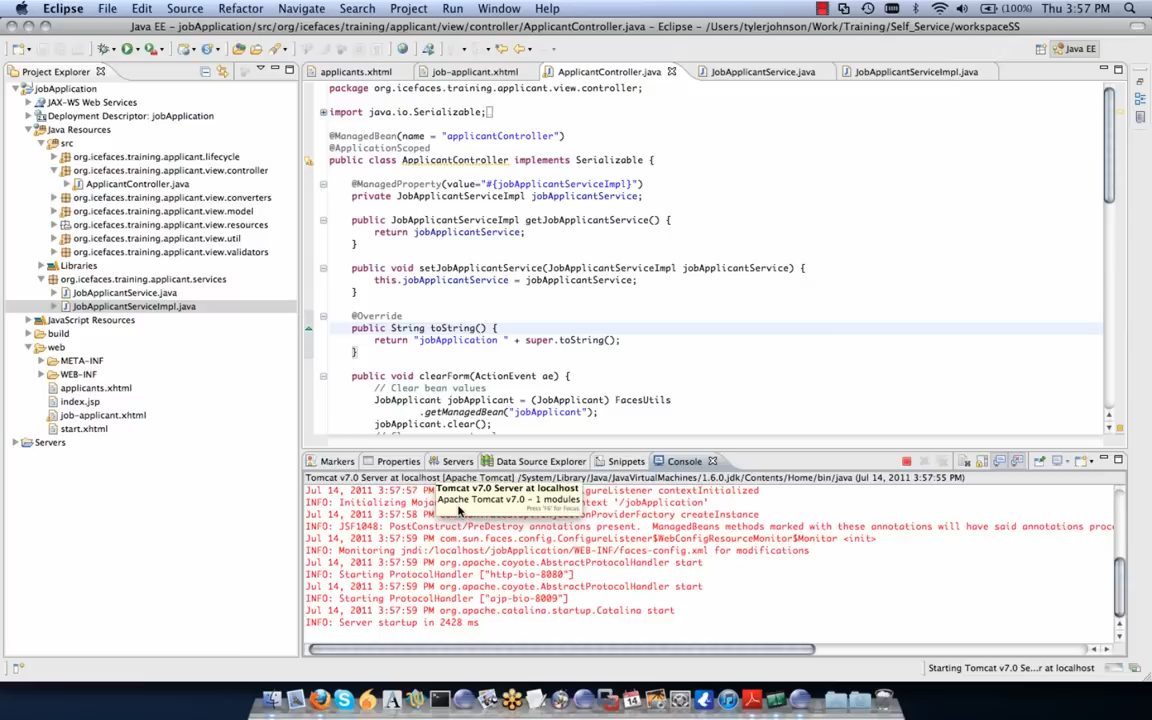 Eclipse File Edit Source Refactor Navigate Search Project Run Window Help (100%) Thu 3:57 PM
Java EE - jobApplication/src/org/icefaces/training/applicant/view/controller/ApplicantController.java - Eclipse - /Users/tylerjohnson/Work/Training/Self_Service/workspaceSS
Java EE
Project Explorer
applicants.xhtml job-applicant.xhtml ApplicantController.java JobApplicantService.java JobApplicantServiceImpl.java
jobApplication
JAX-WS Web Services
Deployment Descriptor: jobApplication
Java Resources
src
org.icefaces.training.applicant.lifecycle
org.icefaces.training.applicant.view.controller
ApplicantController.java
org.icefaces.training.applicant.view.converters
org.icefaces.training.applicant.view.model
org.icefaces.training.applicant.view.resources
org.icefaces.training.applicant.view.util
org.icefaces.training.applicant.view.validators
Libraries
org.icefaces.training.applicant.services
JobApplicantService.java
JobApplicantServiceImpl.java
JavaScript Resources
build
web
META-INF
WEB-INF
applicants.xhtml
index.jsp
job-applicant.xhtml
start.xhtml
Servers
package org.icefaces.training.applicant.view.controller;
import java.io.Serializable;
@ManagedBean(name = "applicantController")
@ApplicationScoped
public class ApplicantController implements Serializable {
@ManagedProperty(value="#{jobApplicantServiceImpl}")
private JobApplicantServiceImpl jobApplicantService;
public JobApplicantServiceImpl getJobApplicantService() {
return jobApplicantService;
}
public void setJobApplicantService(JobApplicantServiceImpl jobApplicantService) {
this.jobApplicantService = jobApplicantService;
}
@Override
public String toString() {
return "jobApplication " + super.toString();
}
public void clearForm(ActionEvent ae) {
// Clear bean values
JobApplicant jobApplicant = (JobApplicant) FacesUtils
.getManagedBean("jobApplicant");
jobApplicant.clear();
Markers Properties Servers Data Source Explorer Snippets Console
Tomcat v7.0 Server at localhost [Apache Tomcat] /System/Library/Java/JavaVirtualMachines/1.6.0.jdk/Contents/Home/bin/java (Jul 14, 2011 3:55:55 PM)
Tomcat v7.0 Server at localhost
Apache Tomcat v7.0 - 1 modules
Press 'F2' for Focus
Jul 14, 2011 3:57:57 gureListener contextInitialized
INFO: Initializing Moja ntext '/jobApplication'
Jul 14, 2011 3:57:59 PM ProviderFactory createInstance
INFO: JSF1048: PostConstruct/PreDestroy annotations present.  ManagedBeans methods marked with these annotations will have said annotations proc
Jul 14, 2011 3:57:59 PM com.sun.faces.config.ConfigureListener$WebConfigResourceMonitor$Monitor <init>
INFO: Monitoring jndi:/localhost/jobApplication/WEB-INF/faces-config.xml for modifications
Jul 14, 2011 3:57:59 PM org.apache.coyote.AbstractProtocolHandler start
INFO: Starting ProtocolHandler ["http-bio-8080"]
Jul 14, 2011 3:57:59 PM org.apache.coyote.AbstractProtocolHandler start
INFO: Starting ProtocolHandler ["ajp-bio-8009"]
Jul 14, 2011 3:57:59 PM org.apache.catalina.startup.Catalina start
INFO: Server startup in 2428 ms
Starting Tomcat v7.0 Se...r at localhost